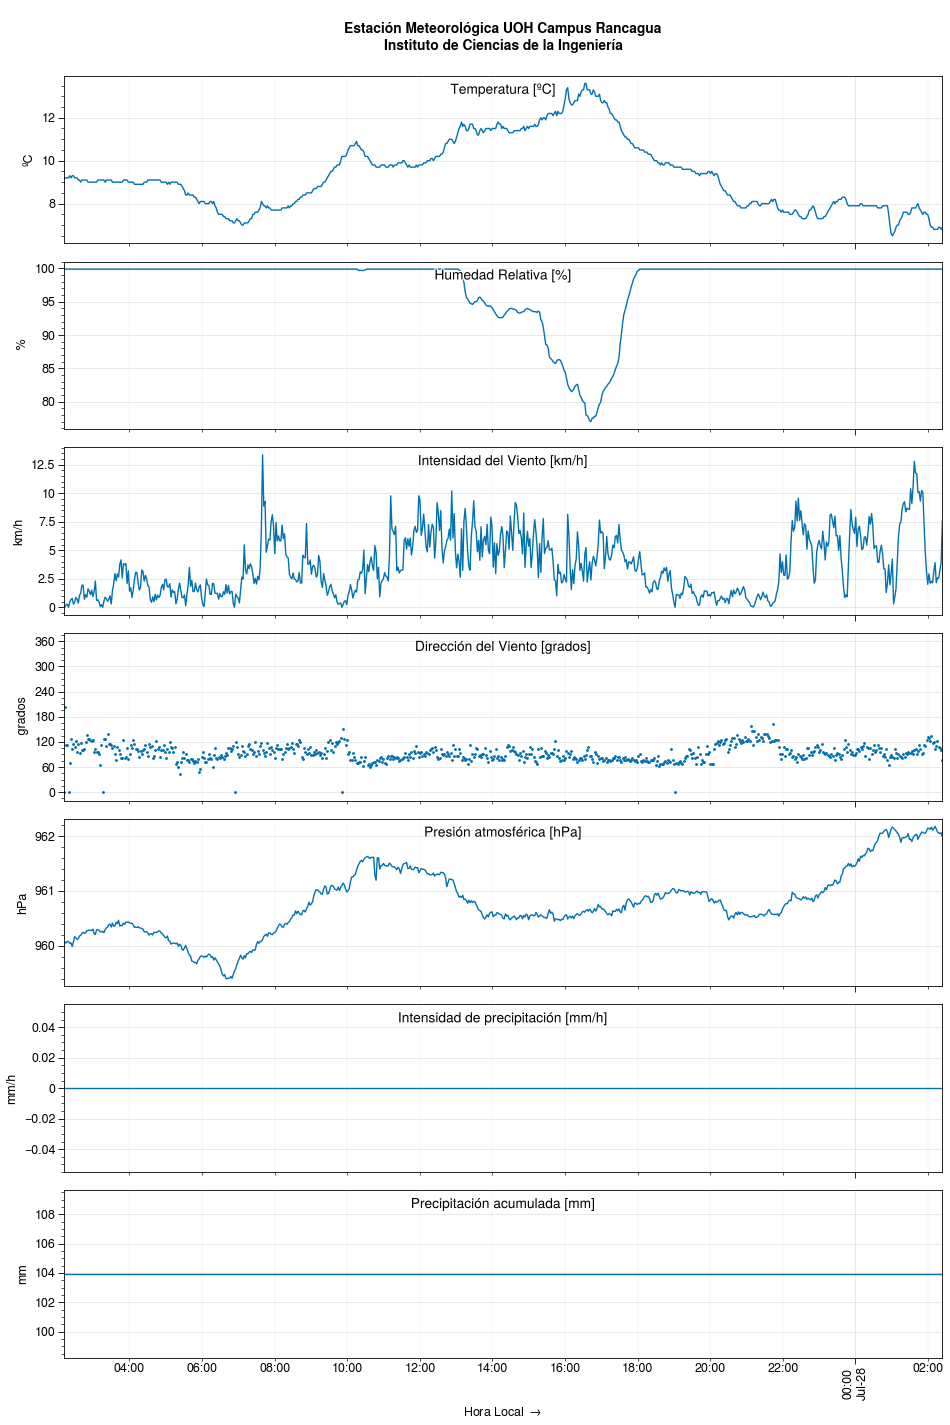 Estación Meteorológica UOH Campus Rancagua
Instituto de Ciencias de la Ingeniería
Temperatura [ºC]
ºC
12
10
8
Humedad Relativa [%]
%
100
95
90
85
80
Intensidad del Viento [km/h]
km/h
12.5
10
7.5
5
2.5
0
Dirección del Viento [grados]
grados
360
300
240
180
120
60
0
Presión atmosférica [hPa]
hPa
962
961
960
Intensidad de precipitación [mm/h]
mm/h
0.04
0.02
0
−0.02
−0.04
Precipitación acumulada [mm]
mm
108
106
104
102
100
04:00 06:00 08:00 10:00 12:00 14:00 16:00 18:00 20:00 22:00 00:00 02:00
Jul-28
Hora Local →